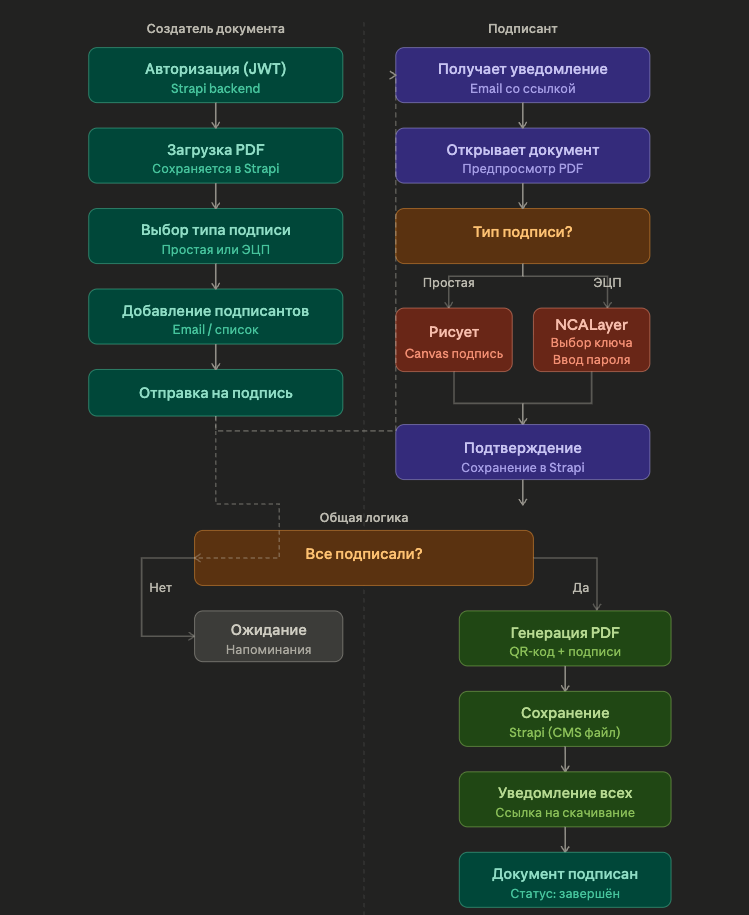 Создатель документа
Авторизация (JWT)
Strapi backend
Загрузка PDF
Сохраняется в Strapi
Выбор типа подписи
Простая или ЭЦП
Добавление подписантов
Email / список
Отправка на подпись
Подписант
Получает уведомление
Email со ссылкой
Открывает документ
Предпросмотр PDF
Тип подписи?
Простая
ЭЦП
Рисует
Canvas подпись
NCALayer
Выбор ключа
Ввод пароля
Подтверждение
Сохранение в Strapi
Общая логика
Все подписали?
Нет
Да
Ожидание
Напоминания
Генерация PDF
QR-код + подписи
Сохранение
Strapi (CMS файл)
Уведомление всех
Ссылка на скачивание
Документ подписан
Статус: завершён